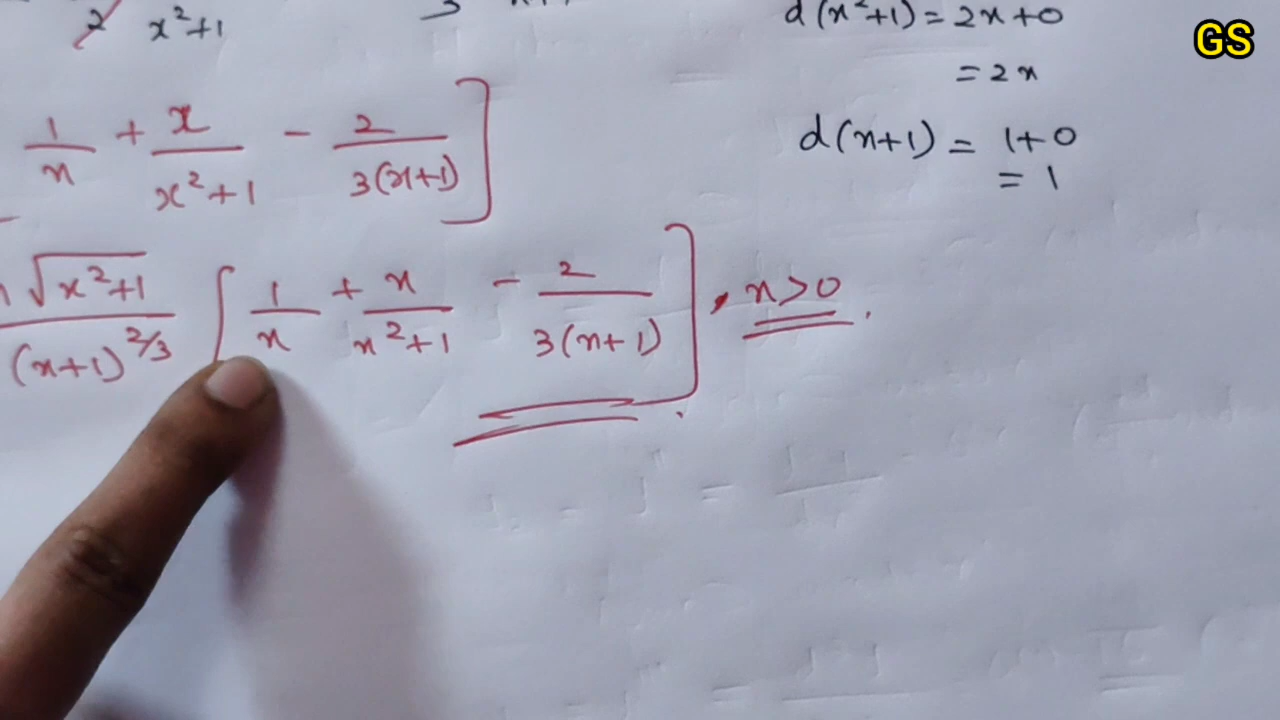 2 x²+1
d(x²+1) = 2x+0
GS
= 2x
1/x + x/(x²+1) - 2/(3(x+1)) ]
d(x+1) = 1+0
= 1
√(x²+1)/(x+1)^(2/3) [ 1/x + x/(x²+1) - 2/(3(x+1)) ], x>0.